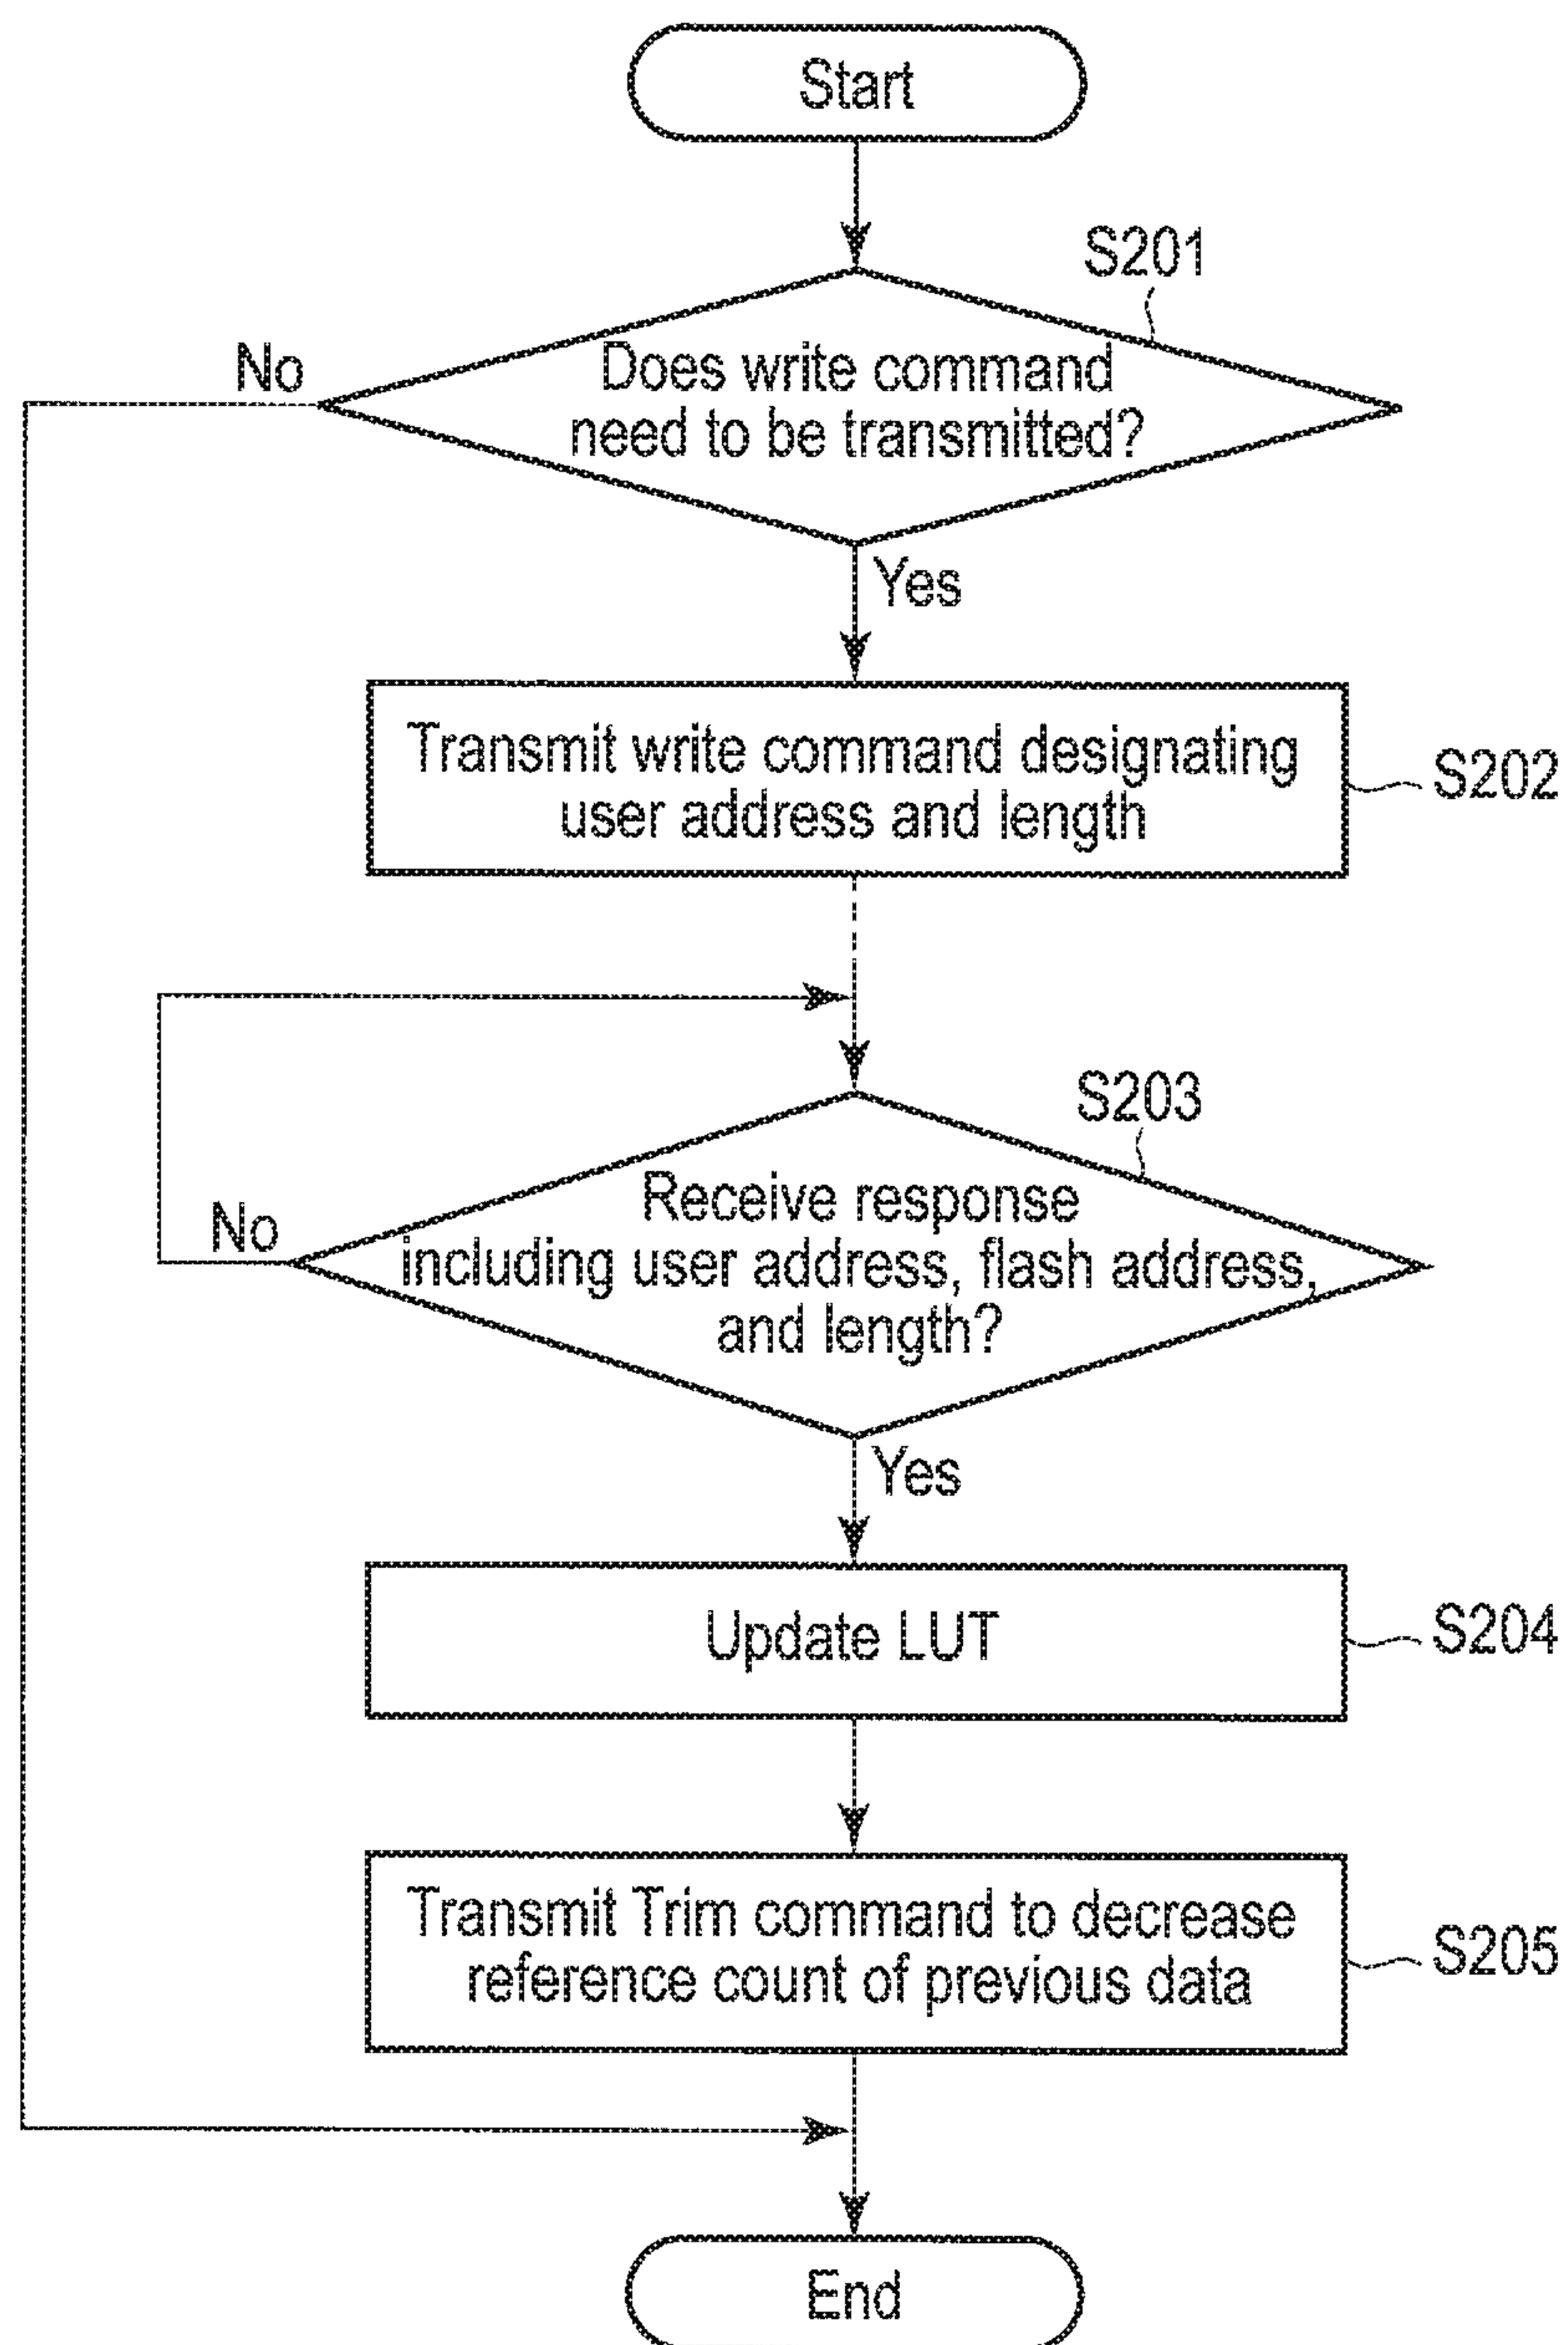 Start
S201
No
Does write command
need to be transmitted?
Yes
Transmit write command designating
user address and length
S202
S203
Receive response
including user address, flash address,
and length?
No
Yes
Update LUT
S204
Transmit Trim command to decrease
reference count of previous data
S205
End